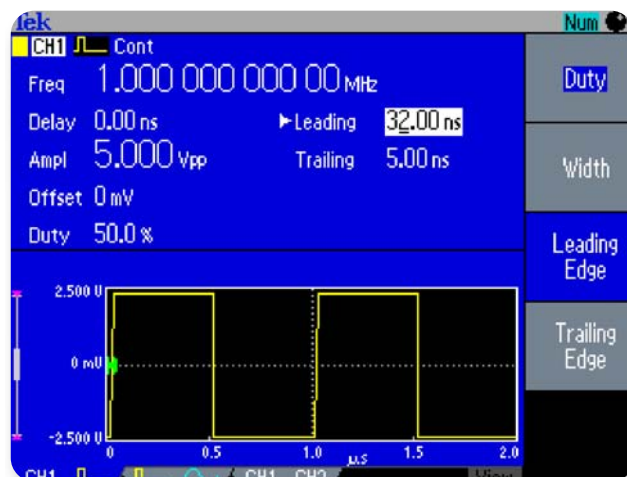 Tek Num
CH1 Cont
Freq 1.000 000 000 00 MHz
Delay 0.00 ns Leading 32.00 ns
Ampl 5.000 Vpp Trailing 5.00 ns
Offset 0 mV
Duty 50.0 %
Duty
Width
Leading
Edge
Trailing
Edge
2.500 V
0 mV
-2.500 V
0 0.5 1.0 1.5 2.0
µs
CH1 CH1 CH2 View